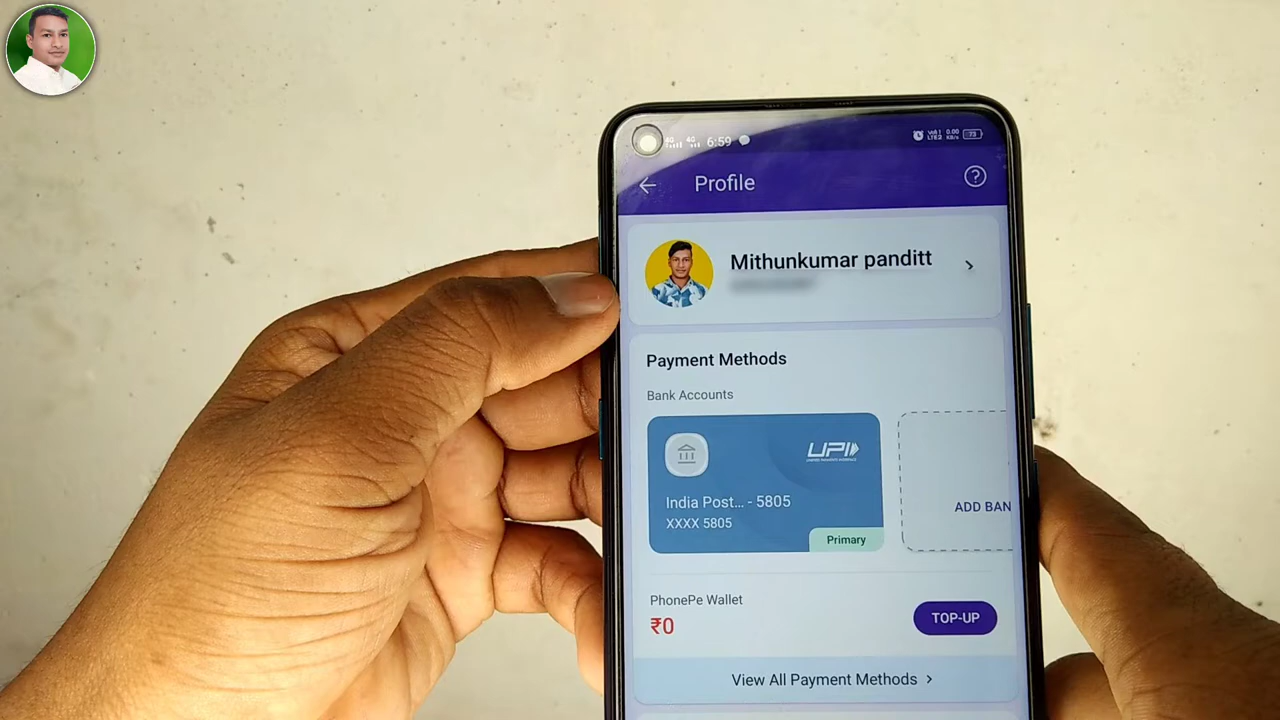 6:59
73
Profile
Mithunkumar panditt
Payment Methods
Bank Accounts
UPI
India Post... - 5805
XXXX 5805
Primary
ADD BAN
PhonePe Wallet
₹0
TOP-UP
View All Payment Methods